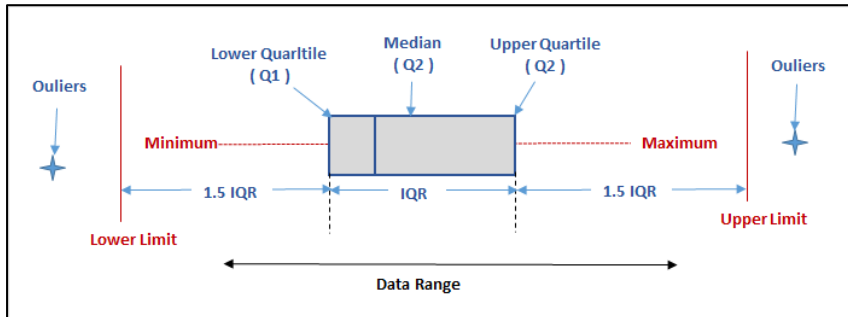 Lower Quarltile
( Q1 )
Median
( Q2 )
Upper Quartile
( Q2 )
Ouliers
Ouliers
Minimum
Maximum
1.5 IQR
IQR
1.5 IQR
Lower Limit
Upper Limit
Data Range